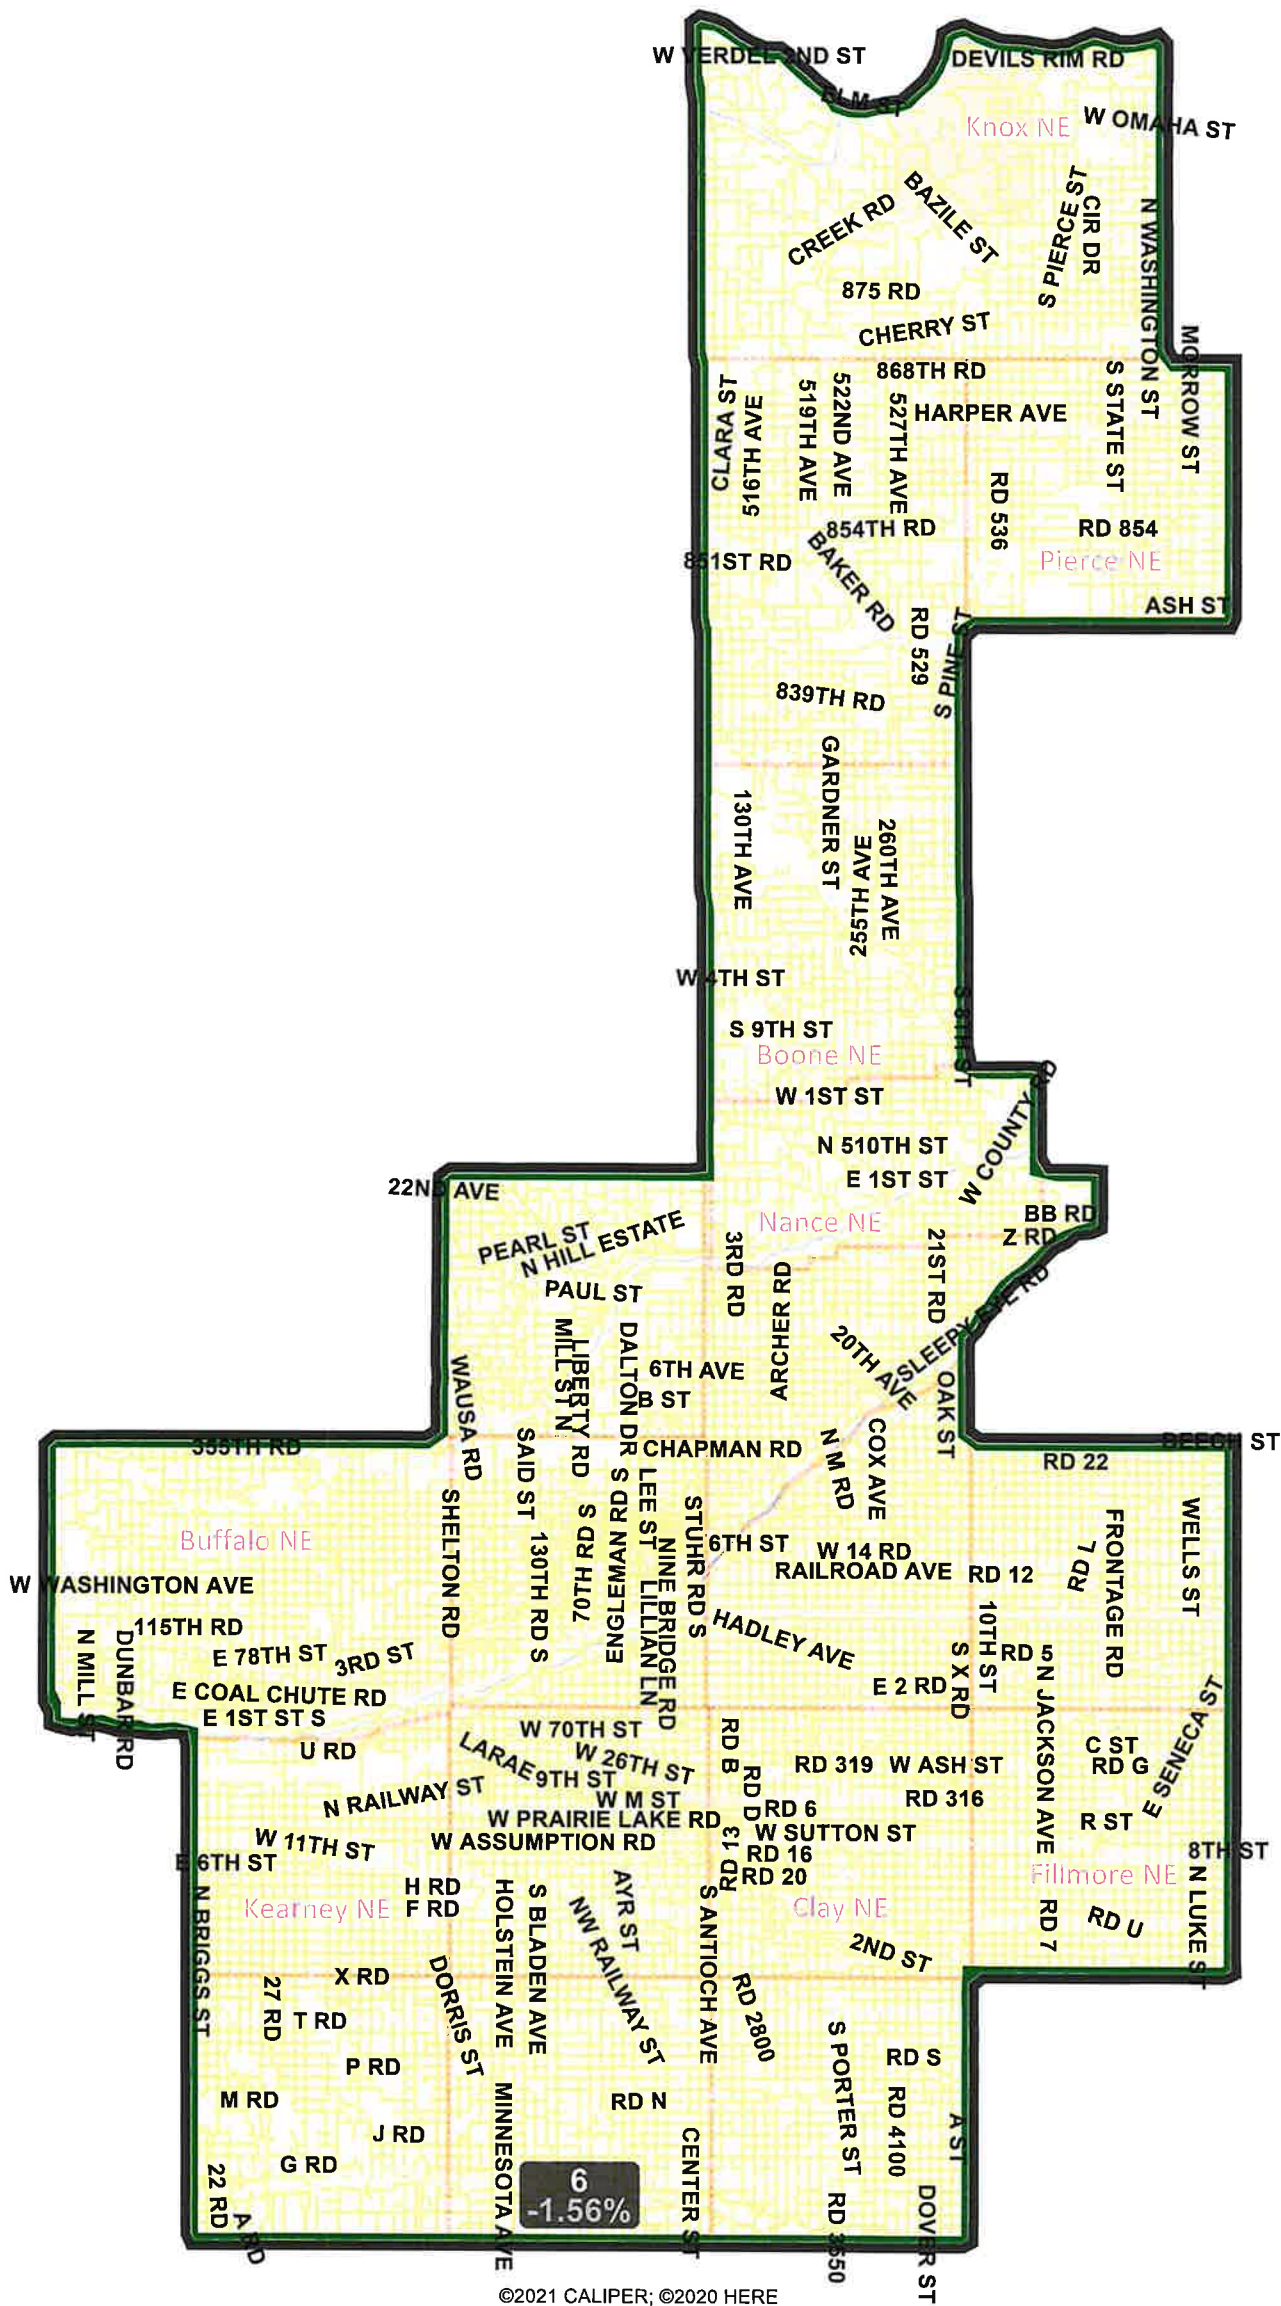 W VERDEL 2ND ST
DEVILS RIM RD
ELM ST
Knox NE
W OMAHA ST
CREEK RD
BAZILE ST
S PIERCE ST
CIR DR
N WASHINGTON ST
875 RD
CHERRY ST
MORROW ST
868TH RD
CLARA ST
516TH AVE
519TH AVE
522ND AVE
527TH AVE
HARPER AVE
S STATE ST
RD 536
854TH RD
RD 854
851ST RD
BAKER RD
Pierce NE
ASH ST
RD 529
S PINE ST
839TH RD
GARDNER ST
130TH AVE
255TH AVE
260TH AVE
W 4TH ST
S 8TH ST
S 9TH ST
Boone NE
W 1ST ST
W COUNTY RD
N 510TH ST
E 1ST ST
22ND AVE
BB RD
Nance NE
Z RD
PEARL ST
N HILL ESTATE
3RD RD
21ST RD
PAUL ST
ARCHER RD
SLEEPY EYE RD
MILL ST N
LIBERTY RD
DALTON DR
20TH AVE
6TH AVE
B ST
OAK ST
WAUSA RD
355TH RD
SAID ST
CHAPMAN RD
N M RD
COX AVE
BEECH ST
RD 22
SHELTON RD
70TH RD S
ENGLEMAN RD S
LEE ST
STUHR RD S
WELLS ST
FRONTAGE RD
RD L
Buffalo NE
130TH RD S
NINE BRIDGE RD
6TH ST
W 14 RD
RAILROAD AVE
RD 12
W WASHINGTON AVE
LILLIAN LN
HADLEY AVE
10TH ST
115TH RD
N MILL ST
DUNBAR RD
E 78TH ST
3RD ST
S X RD
RD 5
N JACKSON AVE
E COAL CHUTE RD
E 2 RD
E 1ST ST S
E SENECA ST
U RD
W 70TH ST
RD B
LARAE
W 26TH ST
RD 319
W ASH ST
C ST
RD G
9TH ST
RD D
N RAILWAY ST
W M ST
RD 6
RD 316
W PRAIRIE LAKE RD
R ST
W 11TH ST
W ASSUMPTION RD
RD 13
W SUTTON ST
RD 16
8TH ST
E 6TH ST
RD 20
Fillmore NE
N LUKE ST
H RD
F RD
Kearney NE
N BRIGGS ST
HOLSTEIN AVE
S BLADEN AVE
AYR ST
NW RAILWAY ST
S ANTIOCH AVE
Clay NE
RD 7
RD U
2ND ST
X RD
27 RD
DORRIS ST
RD 2800
T RD
S PORTER ST
RD S
P RD
M RD
MINNESOTA AVE
RD N
RD 4100
A ST
J RD
CENTER ST
G RD
22 RD
A RD
6
-1.56%
RD 3650
DOVER ST
©2021 CALIPER; ©2020 HERE